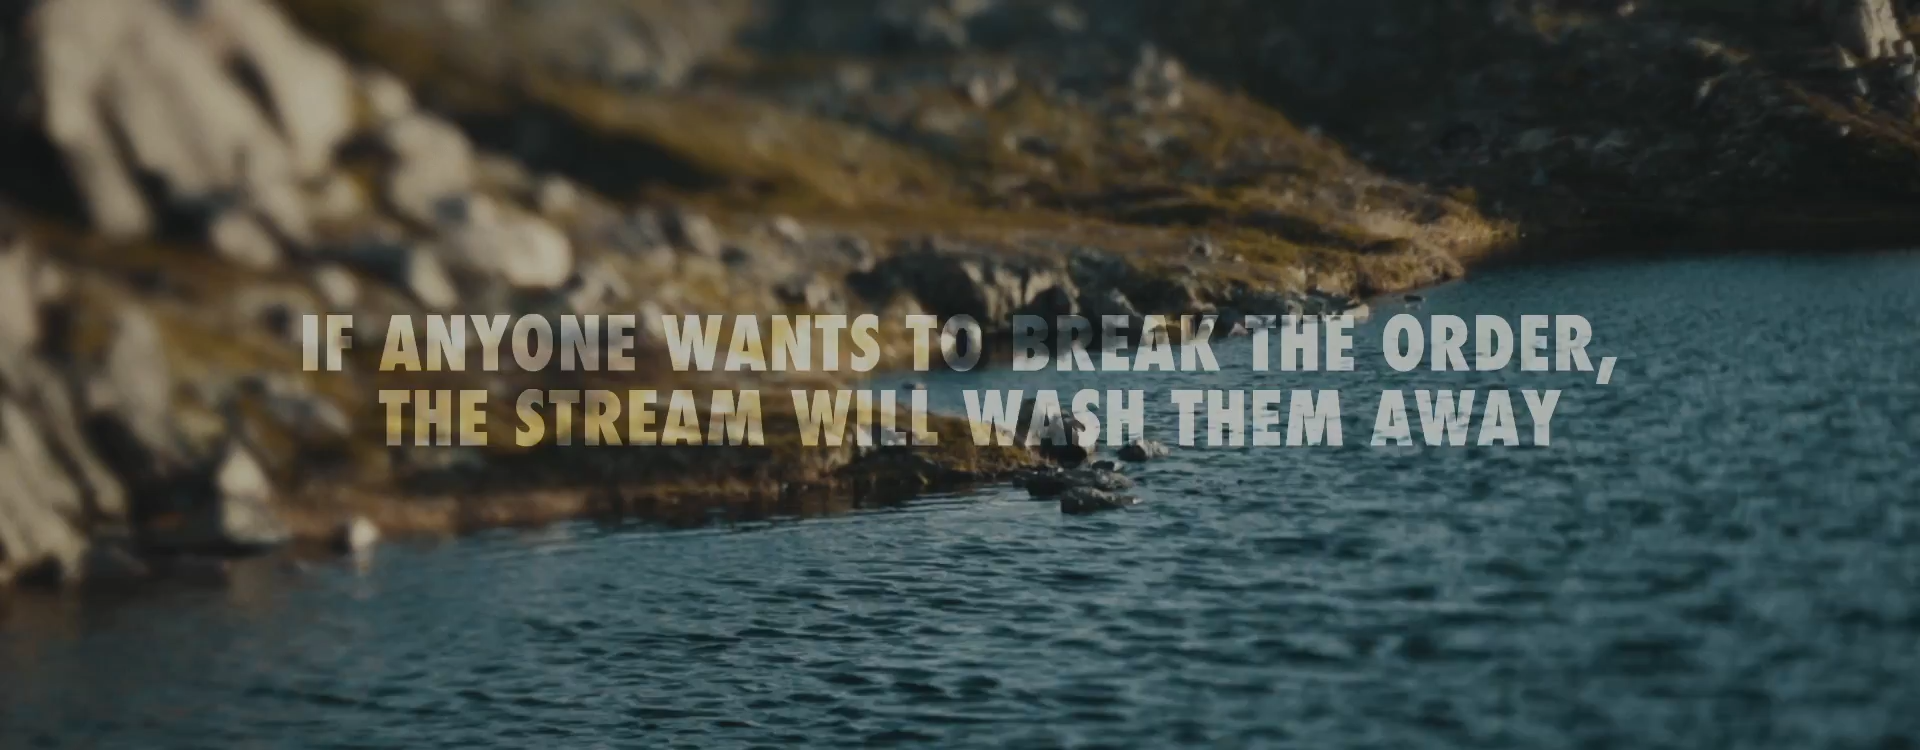 IF ANYONE WANTS TO BREAK THE ORDER,
THE STREAM WILL WASH THEM AWAY